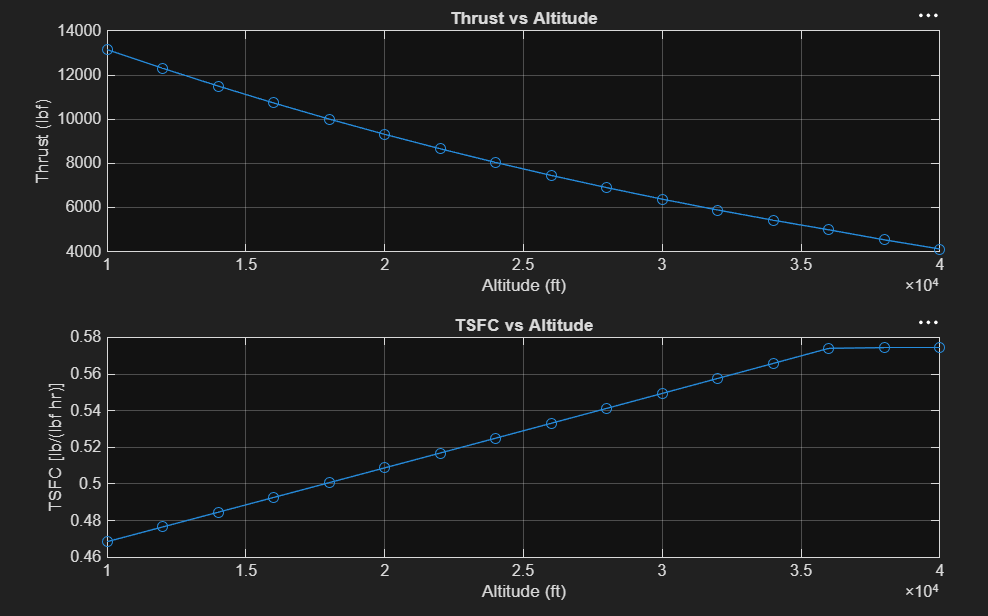 Thrust vs Altitude
...
14000
12000
10000
8000
6000
4000
Thrust (lbf)
1 1.5 2 2.5 3 3.5 4
Altitude (ft)
×10⁴
TSFC vs Altitude
...
0.58
0.56
0.54
0.52
0.5
0.48
0.46
TSFC [lb/(lbf hr)]
1 1.5 2 2.5 3 3.5 4
Altitude (ft)
×10⁴